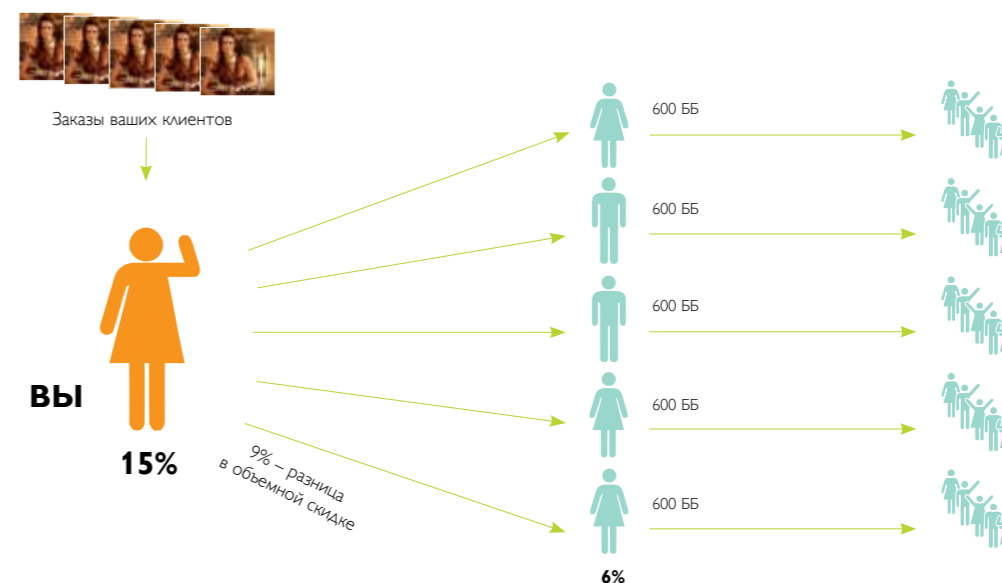 Заказы ваших клиентов
600 ББ
600 ББ
600 ББ
600 ББ
600 ББ
ВЫ
15%
9% – разница
в объемной скидке
6%